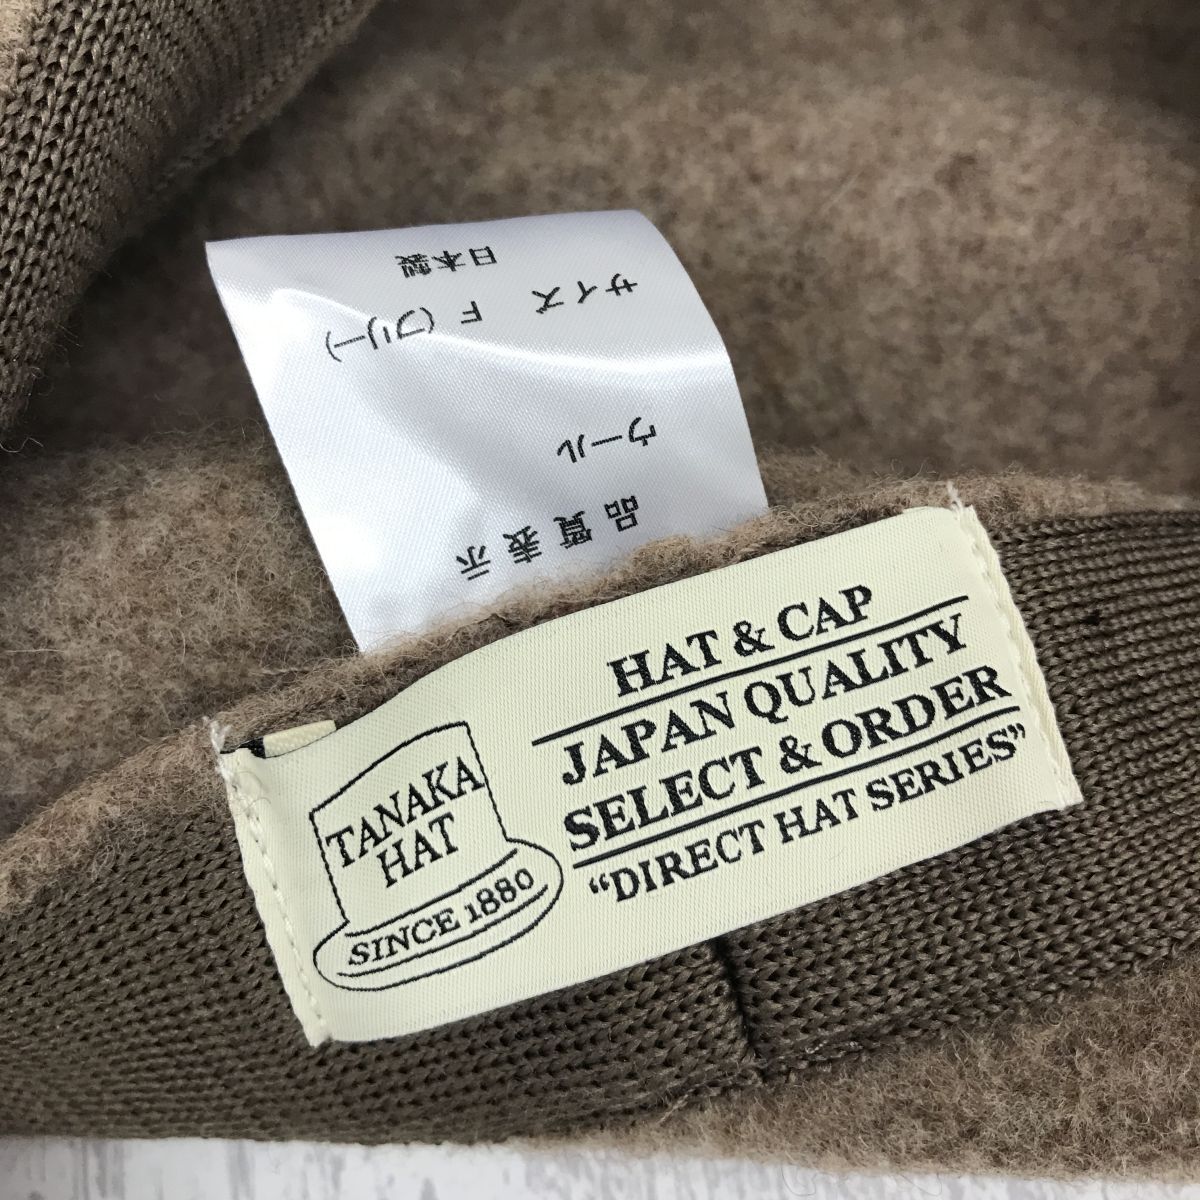 品質表示
ウール
サイズ F (フリー)
日本製
TANAKA
HAT
SINCE 1880
HAT & CAP
JAPAN QUALITY
SELECT & ORDER
"DIRECT HAT SERIES"